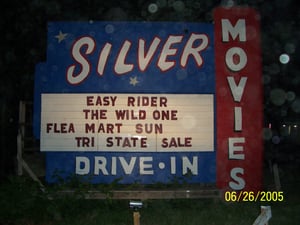 SILVER
MOVIES
EASY RIDER
THE WILD ONE
FLEA MART SUN
TRI STATE SALE
DRIVE-IN
06/26/2005